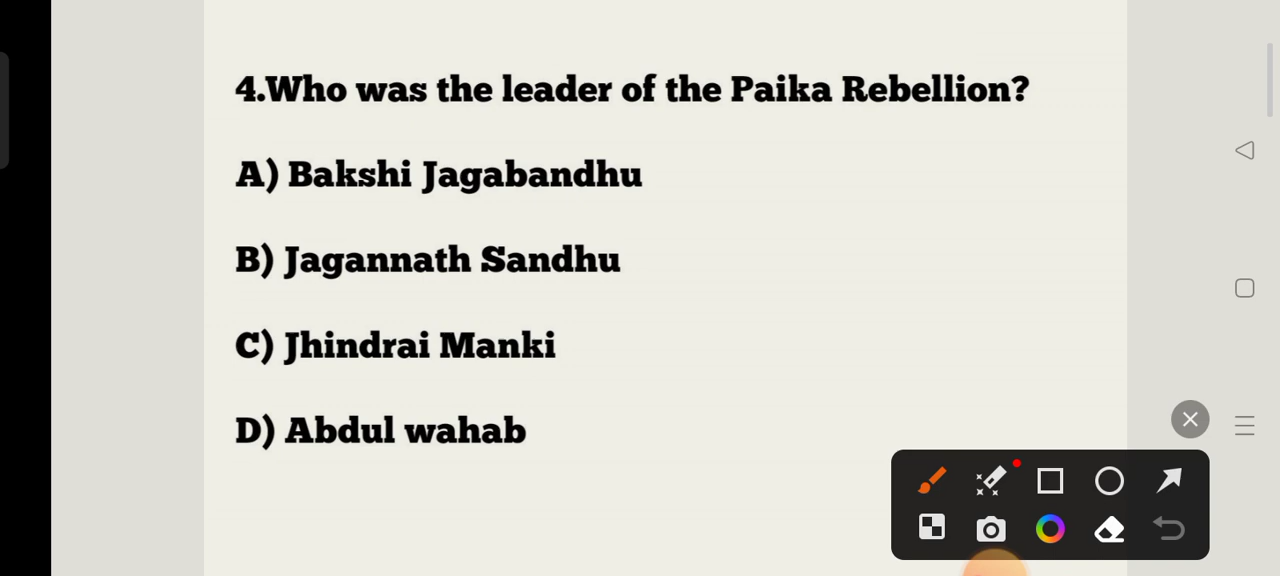 4.Who was the leader of the Paika Rebellion?
A) Bakshi Jagabandhu
B) Jagannath Sandhu
C) Jhindrai Manki
D) Abdul wahab